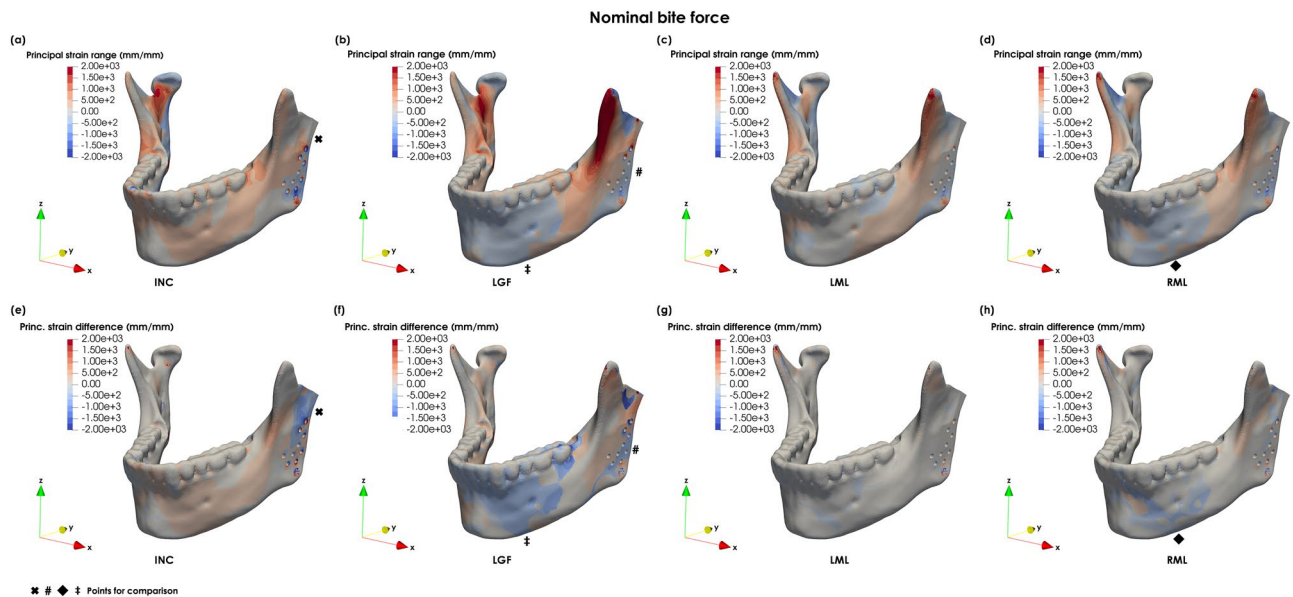 Nominal bite force
(a)
Principal strain range (mm/mm)
2.00e+03
1.50e+3
1.00e+3
5.00e+2
0.00
-5.00e+2
-1.00e+3
-1.50e+3
-2.00e+03
✖
z
y
x
INC
(b)
Principal strain range (mm/mm)
2.00e+03
1.50e+3
1.00e+3
5.00e+2
0.00
-5.00e+2
-1.00e+3
-1.50e+3
-2.00e+03
#
z
y
x
LGF
‡
(c)
Principal strain range (mm/mm)
2.00e+03
1.50e+3
1.00e+3
5.00e+2
0.00
-5.00e+2
-1.00e+3
-1.50e+3
-2.00e+03
z
y
x
LML
(d)
Principal strain range (mm/mm)
2.00e+03
1.50e+3
1.00e+3
5.00e+2
0.00
-5.00e+2
-1.00e+3
-1.50e+3
-2.00e+03
z
y
x
◆
RML
(e)
Princ. strain difference (mm/mm)
2.00e+03
1.50e+3
1.00e+3
5.00e+2
0.00
-5.00e+2
-1.00e+3
-1.50e+3
-2.00e+03
✖
z
y
x
INC
(f)
Princ. strain difference (mm/mm)
2.00e+03
1.50e+3
1.00e+3
5.00e+2
0.00
-5.00e+2
-1.00e+3
-1.40e+03
#
z
y
x
‡
LGF
(g)
Princ. strain difference (mm/mm)
2.00e+03
1.50e+3
1.00e+3
5.00e+2
0.00
-5.00e+2
-1.00e+3
-1.50e+3
-2.00e+03
z
y
x
LML
(h)
Princ. strain difference (mm/mm)
2.00e+03
1.50e+3
1.00e+3
5.00e+2
0.00
-5.00e+2
-1.00e+3
-1.50e+3
-2.00e+03
z
y
x
◆
RML
✖ # ◆ ‡ Points for comparison